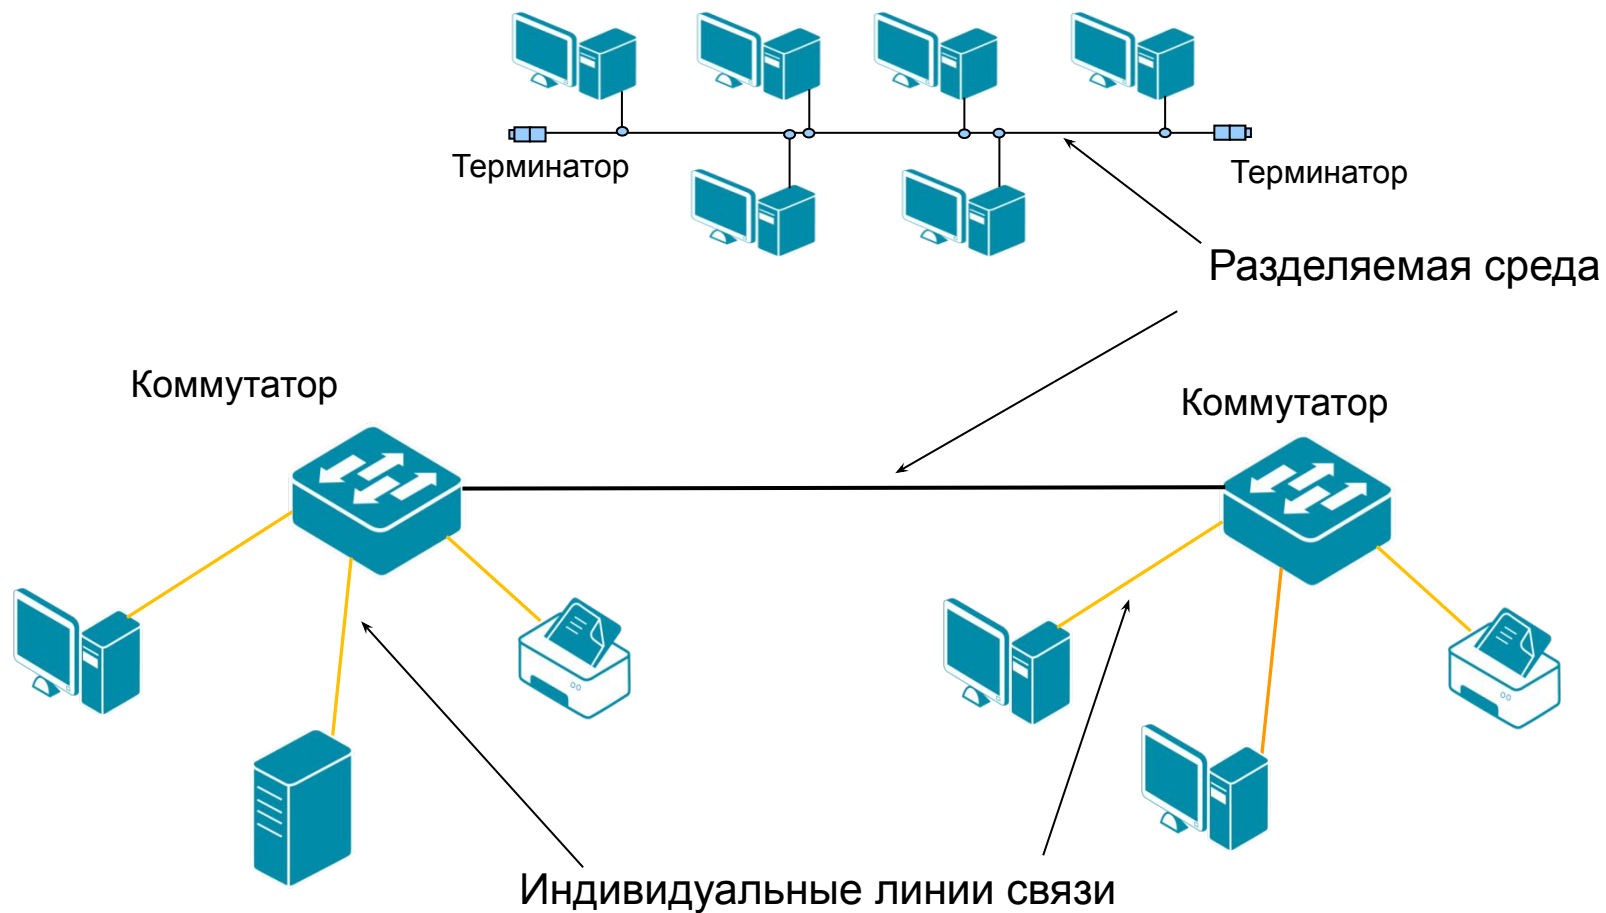 Терминатор
Терминатор
Разделяемая среда
Коммутатор
Коммутатор
Индивидуальные линии связи